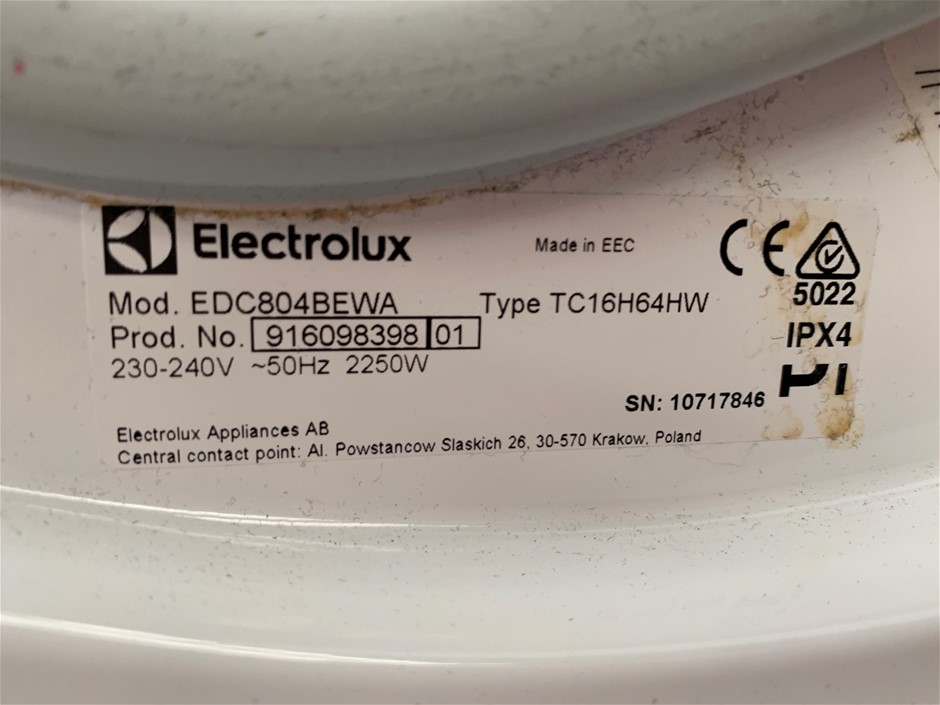 Electrolux
Made in EEC
CE
5022
Mod. EDC804BEWA
Type TC16H64HW
Prod. No. 916098398 01
IPX4
230-240V ~50Hz 2250W
SN: 10717846
Electrolux Appliances AB
Central contact point: Al. Powstancow Slaskich 26, 30-570 Krakow, Poland